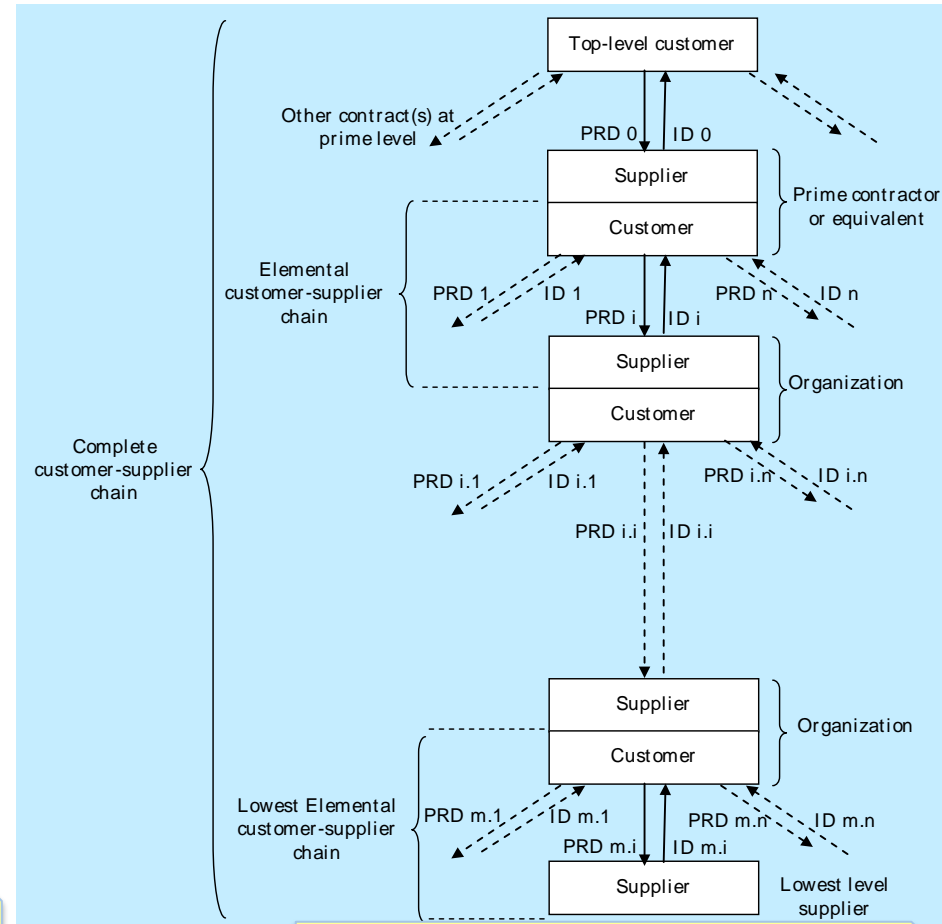 Top-level customer
Other contract(s) at
prime level
PRD 0
ID 0
Supplier
Customer
Prime contractor
or equivalent
Elemental
customer-supplier
chain
PRD 1
ID 1
PRD i
ID i
PRD n
ID n
Supplier
Customer
Organization
Complete
customer-supplier
chain
PRD i.1
ID i.1
PRD i.i
ID i.i
PRD i.n
ID i.n
Supplier
Customer
Organization
Lowest Elemental
customer-supplier
chain
PRD m.1
ID m.1
PRD m.i
ID m.i
PRD m.n
ID m.n
Supplier
Lowest level
supplier